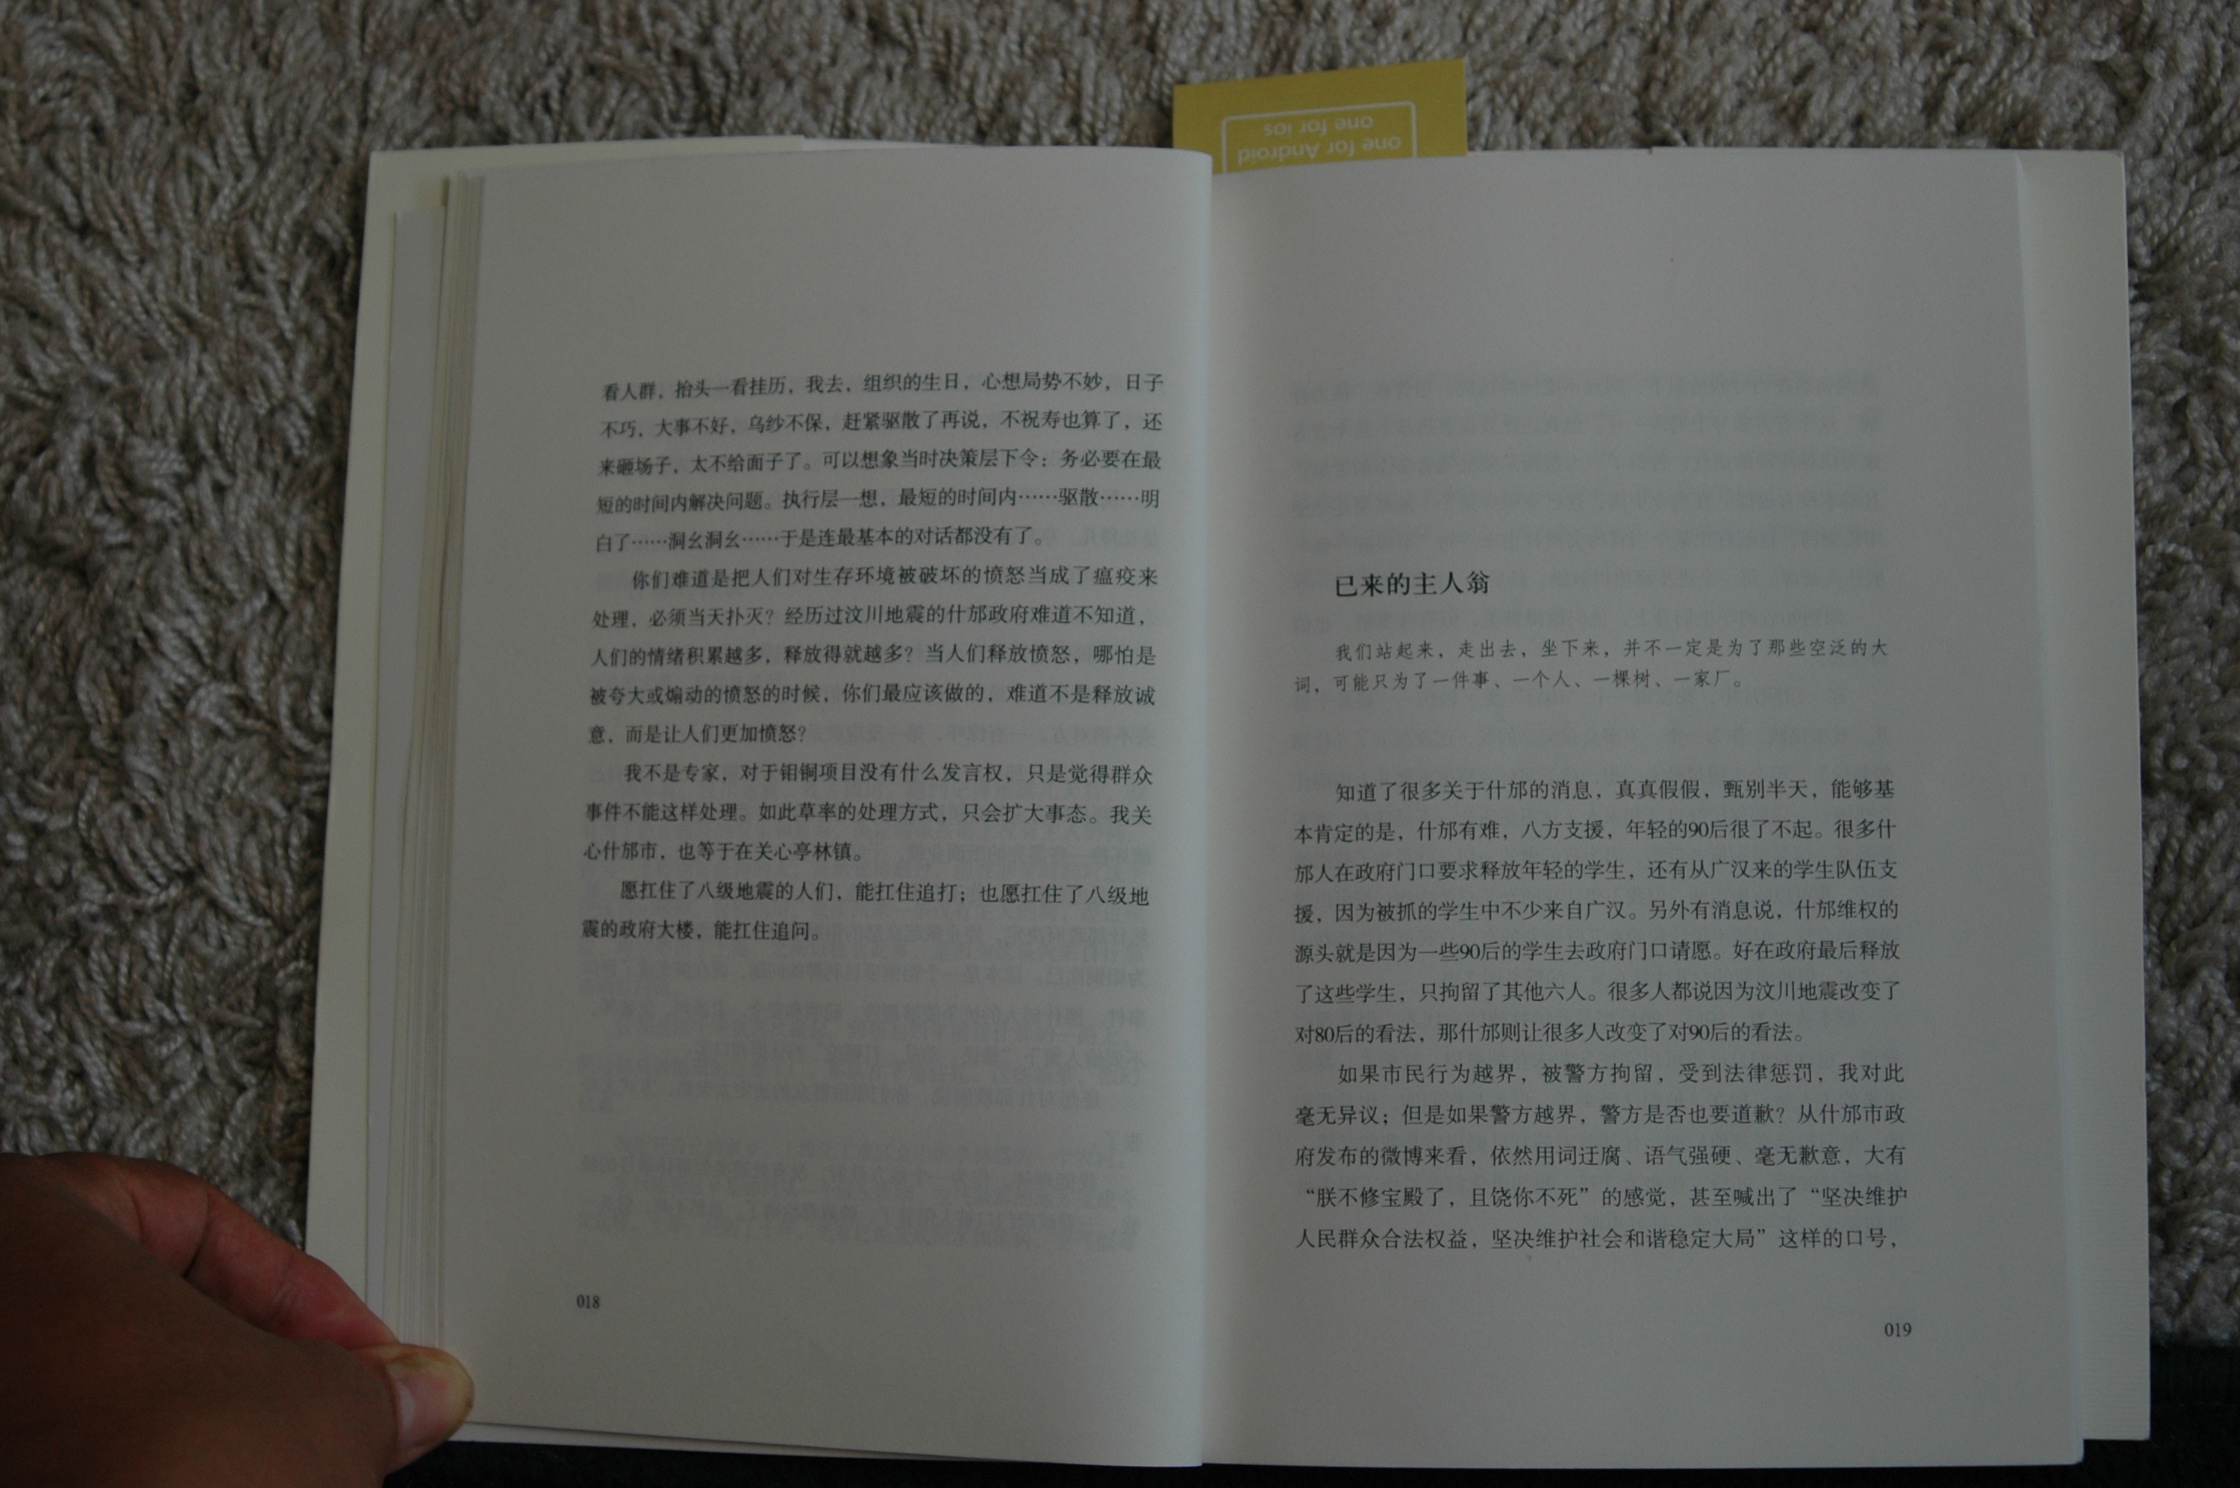 one for Android
one for ios
看人群，抬头一看挂历，我去，组织的生日，心想局势不妙，日子
不巧，大事不好，乌纱不保，赶紧驱散了再说，不祝寿也算了，还
来砸场子，太不给面子了。可以想象当时决策层下令：务必要在最
短的时间内解决问题。执行层一想，最短的时间内……驱散……明
白了……洞幺洞幺……于是连最基本的对话都没有了。
你们难道是把人们对生存环境被破坏的愤怒当成了瘟疫来
处理，必须当天扑灭？经历过汶川地震的什邡政府难道不知道，
人们的情绪积累越多，释放得就越多？当人们释放愤怒，哪怕是
被夸大或煽动的愤怒的时候，你们最应该做的，难道不是释放诚
意，而是让人们更加愤怒？
我不是专家，对于钼铜项目没有什么发言权，只是觉得群众
事件不能这样处理。如此草率的处理方式，只会扩大事态。我关
心什邡市，也等于在关心亭林镇。
愿扛住了八级地震的人们，能扛住追打；也愿扛住了八级地
震的政府大楼，能扛住追问。
018
已来的主人翁
我们站起来，走出去，坐下来，并不一定是为了那些空泛的大
词，可能只为了一件事、一个人、一棵树、一家厂。
知道了很多关于什邡的消息，真真假假，甄别半天，能够基
本肯定的是，什邡有难，八方支援，年轻的90后很了不起。很多什
邡人在政府门口要求释放年轻的学生，还有从广汉来的学生队伍支
援，因为被抓的学生中不少来自广汉。另外有消息说，什邡维权的
源头就是因为一些90后的学生去政府门口请愿。好在政府最后释放
了这些学生，只拘留了其他六人。很多人都说因为汶川地震改变了
对80后的看法，那什邡则让很多人改变了对90后的看法。
如果市民行为越界，被警方拘留，受到法律惩罚，我对此
毫无异议；但是如果警方越界，警方是否也要道歉？从什邡市政
府发布的微博来看，依然用词迂腐、语气强硬、毫无歉意，大有
“朕不修宝殿了，且饶你不死”的感觉，甚至喊出了“坚决维护
人民群众合法权益，坚决维护社会和谐稳定大局”这样的口号，
019